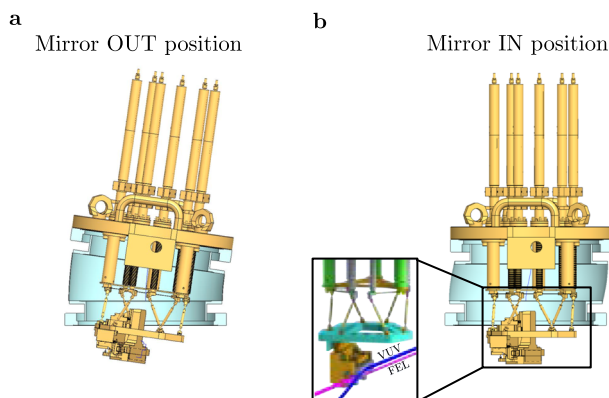 a
Mirror OUT position
b
Mirror IN position
VUV
FEL